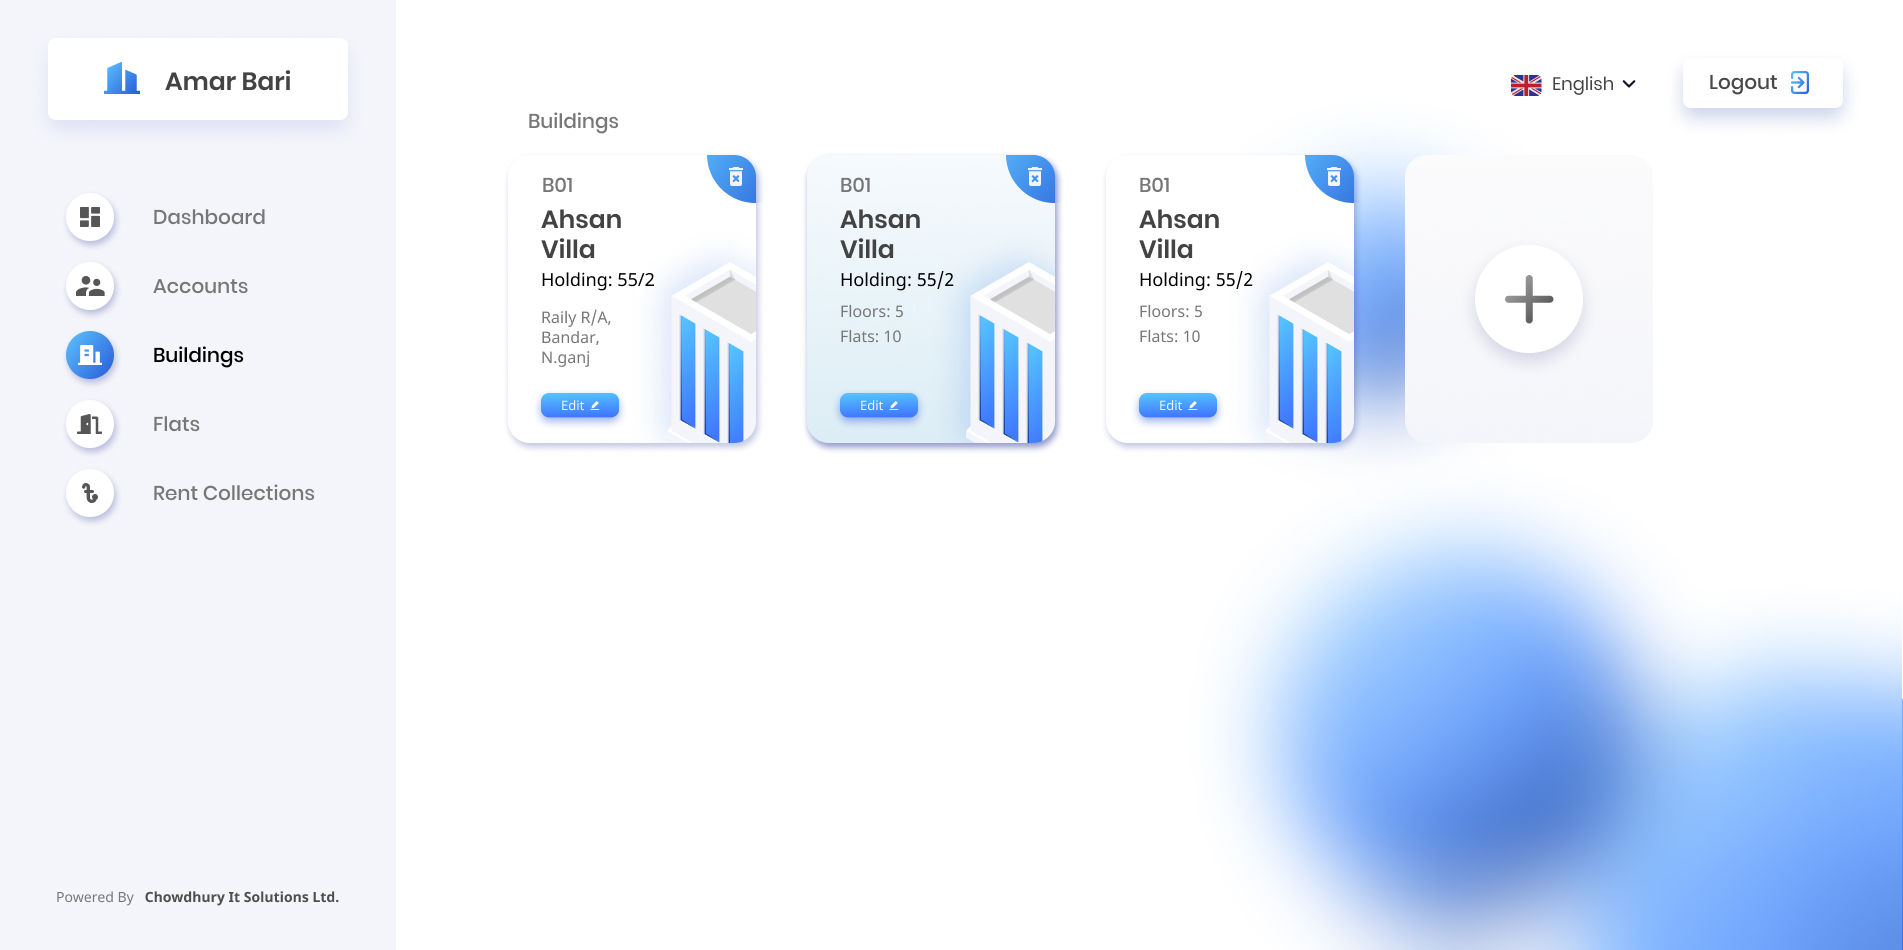 Amar Bari
Dashboard
Accounts
Buildings
Flats
Rent Collections
Powered By Chowdhury It Solutions Ltd.
English
Logout
Buildings
B01
Ahsan
Villa
Holding: 55/2
Raily R/A,
Bandar,
N.ganj
Edit
B01
Ahsan
Villa
Holding: 55/2
Floors: 5
Flats: 10
Edit
B01
Ahsan
Villa
Holding: 55/2
Floors: 5
Flats: 10
Edit